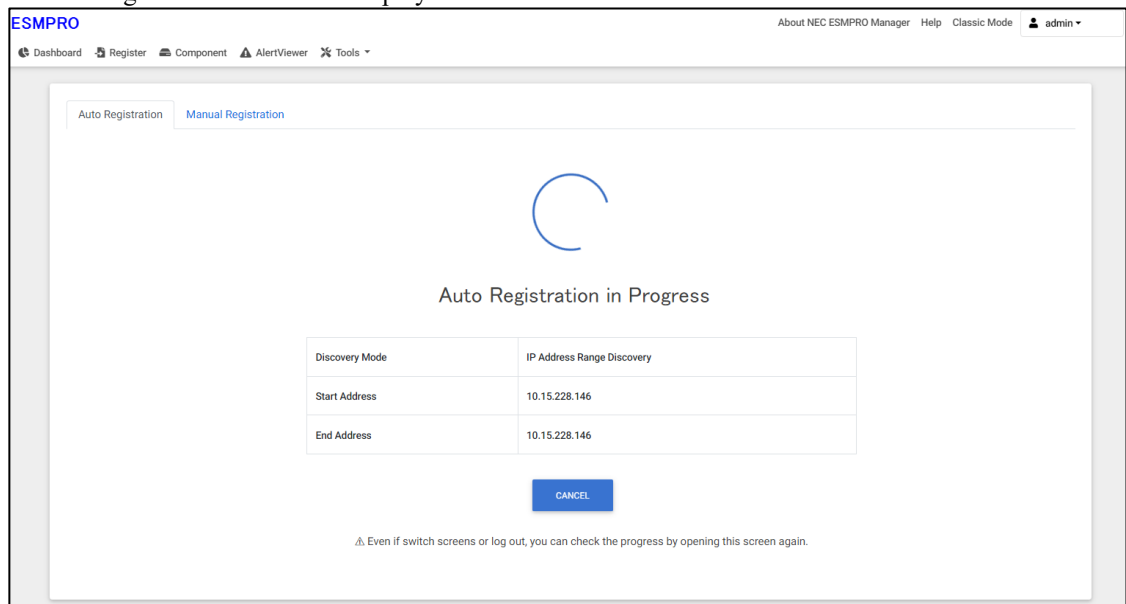 ESMPRO
About NEC ESMPRO Manager Help Classic Mode admin
Dashboard Register Component AlertViewer Tools
Auto Registration Manual Registration
Auto Registration in Progress
Discovery Mode IP Address Range Discovery
Start Address 10.15.228.146
End Address 10.15.228.146
CANCEL
Even if switch screens or log out, you can check the progress by opening this screen again.